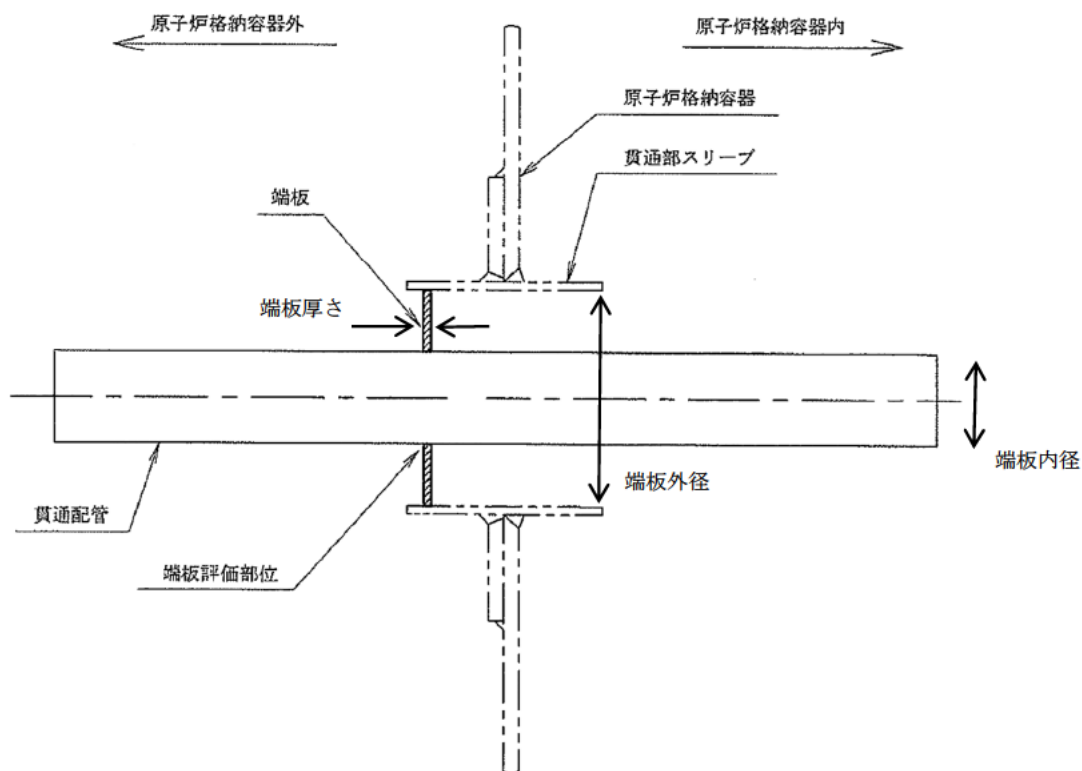 原子炉格納容器外
原子炉格納容器内
原子炉格納容器
貫通部スリーブ
端板
端板厚さ
端板内径
端板外径
貫通配管
端板評価部位